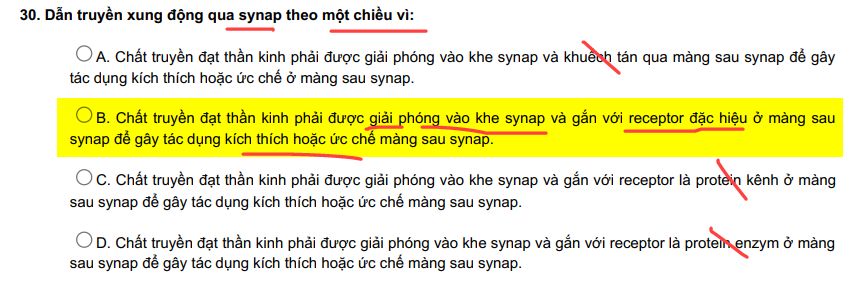 30. Dẫn truyền xung động qua synap theo một chiều vì:
A. Chất truyền đạt thần kinh phải được giải phóng vào khe synap và khuếch tán qua màng sau synap để gây
tác dụng kích thích hoặc ức chế ở màng sau synap.
B. Chất truyền đạt thần kinh phải được giải phóng vào khe synap và gắn với receptor đặc hiệu ở màng sau
synap để gây tác dụng kích thích hoặc ức chế màng sau synap.
C. Chất truyền đạt thần kinh phải được giải phóng vào khe synap và gắn với receptor là protein kênh ở màng
sau synap để gây tác dụng kích thích hoặc ức chế màng sau synap.
D. Chất truyền đạt thần kinh phải được giải phóng vào khe synap và gắn với receptor là protein enzym ở màng
sau synap để gây tác dụng kích thích hoặc ức chế màng sau synap.